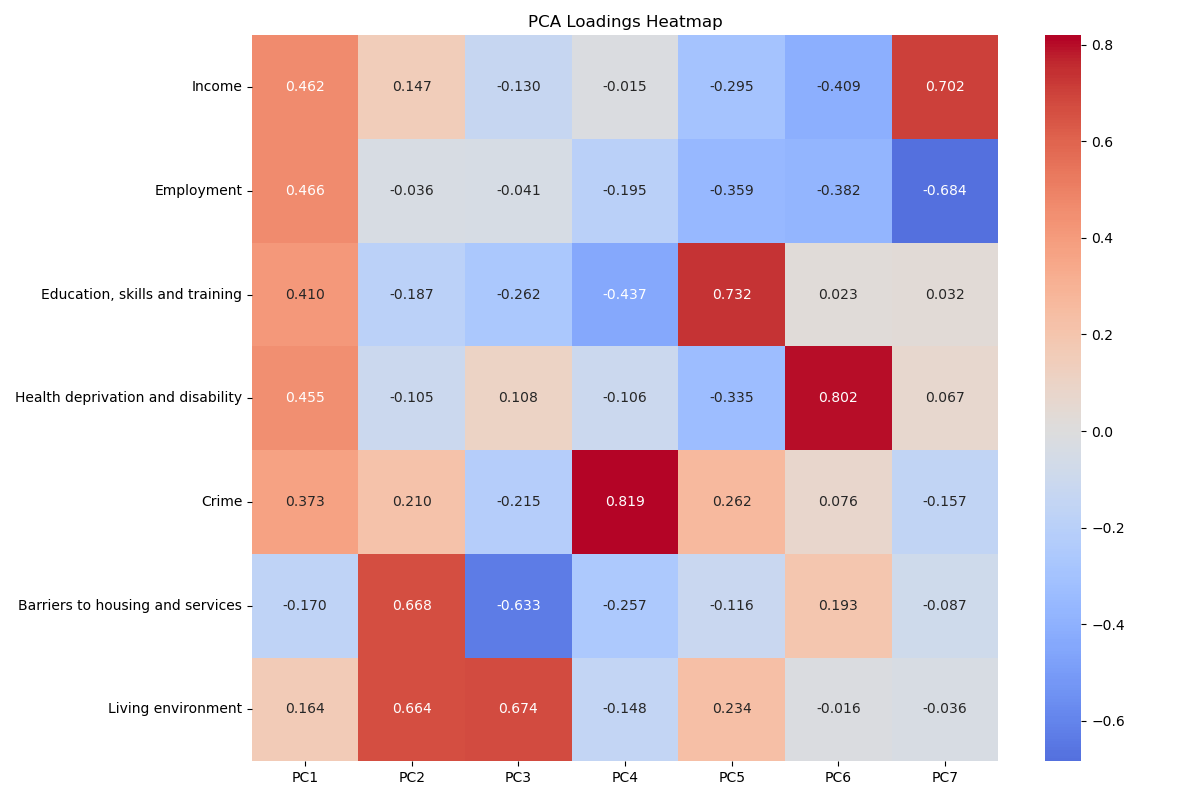 PCA Loadings Heatmap
Income 0.462 0.147 -0.130 -0.015 -0.295 -0.409 0.702
Employment 0.466 -0.036 -0.041 -0.195 -0.359 -0.382 -0.684
Education, skills and training 0.410 -0.187 -0.262 -0.437 0.732 0.023 0.032
Health deprivation and disability 0.455 -0.105 0.108 -0.106 -0.335 0.802 0.067
Crime 0.373 0.210 -0.215 0.819 0.262 0.076 -0.157
Barriers to housing and services -0.170 0.668 -0.633 -0.257 -0.116 0.193 -0.087
Living environment 0.164 0.664 0.674 -0.148 0.234 -0.016 -0.036
PC1 PC2 PC3 PC4 PC5 PC6 PC7
0.8
0.6
0.4
0.2
0.0
−0.2
−0.4
−0.6